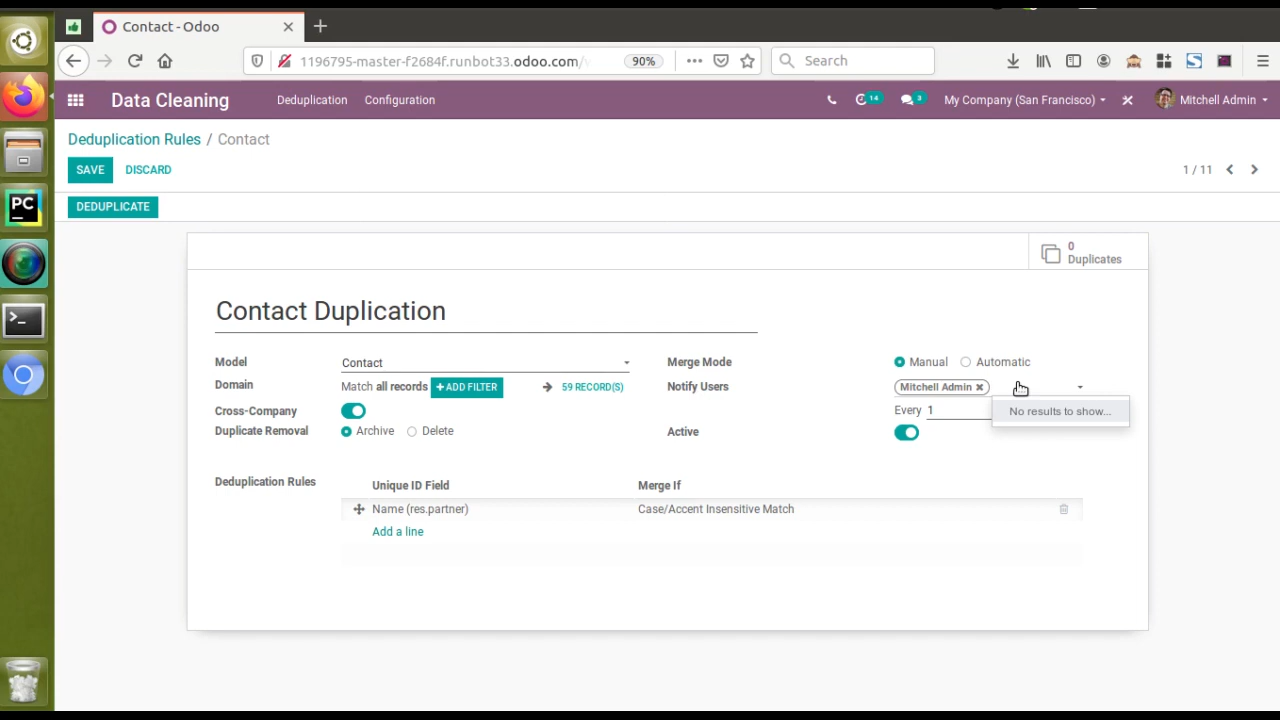 Contact - Odoo
1196795-master-f2684f.runbot33.odoo.com/
90%
Search
Data Cleaning
Deduplication
Configuration
14
3
My Company (San Francisco)
Mitchell Admin
Deduplication Rules / Contact
SAVE
DISCARD
1 / 11
DEDUPLICATE
0
Duplicates
Contact Duplication
Model
Contact
Merge Mode
Manual
Automatic
Domain
Match all records
+ ADD FILTER
59 RECORD(S)
Notify Users
Mitchell Admin
Cross-Company
Every 1
No results to show...
Duplicate Removal
Archive
Delete
Active
Deduplication Rules
Unique ID Field
Merge If
Name (res.partner)
Case/Accent Insensitive Match
Add a line
PC
>_